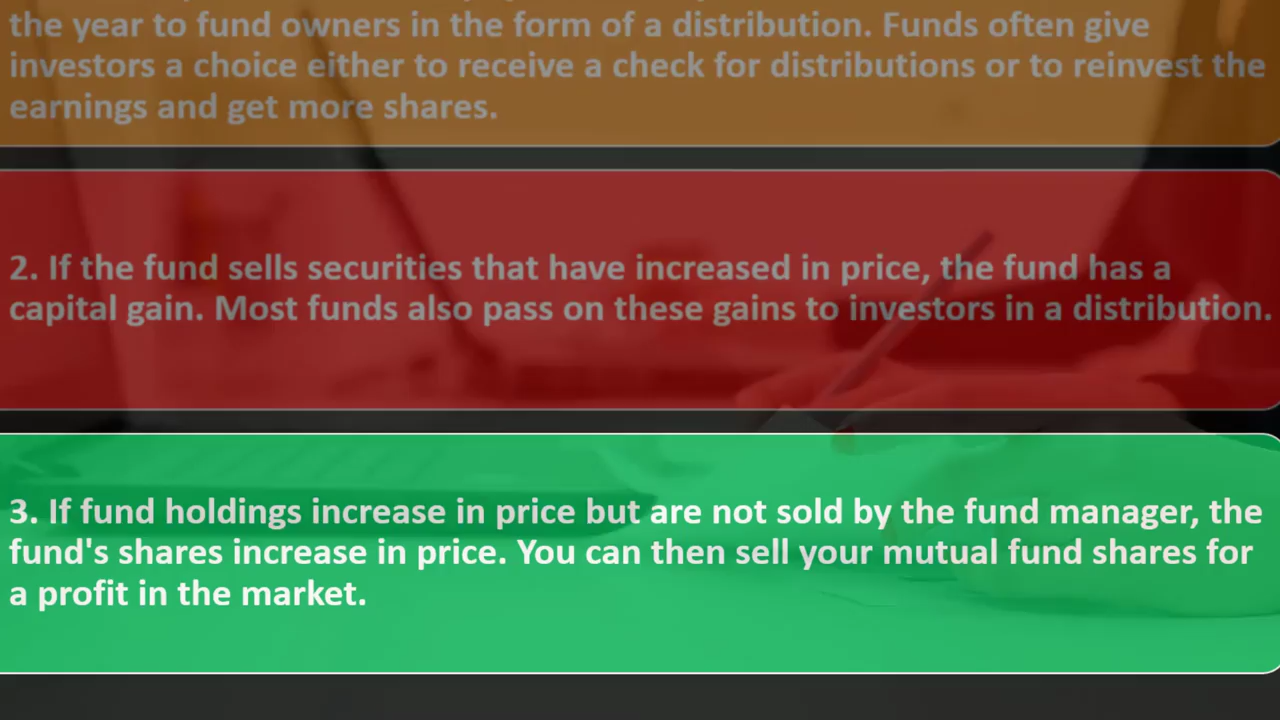 the year to fund owners in the form of a distribution. Funds often give
investors a choice either to receive a check for distributions or to reinvest the
earnings and get more shares.
2. If the fund sells securities that have increased in price, the fund has a
capital gain. Most funds also pass on these gains to investors in a distribution.
3. If fund holdings increase in price but are not sold by the fund manager, the
fund's shares increase in price. You can then sell your mutual fund shares for
a profit in the market.